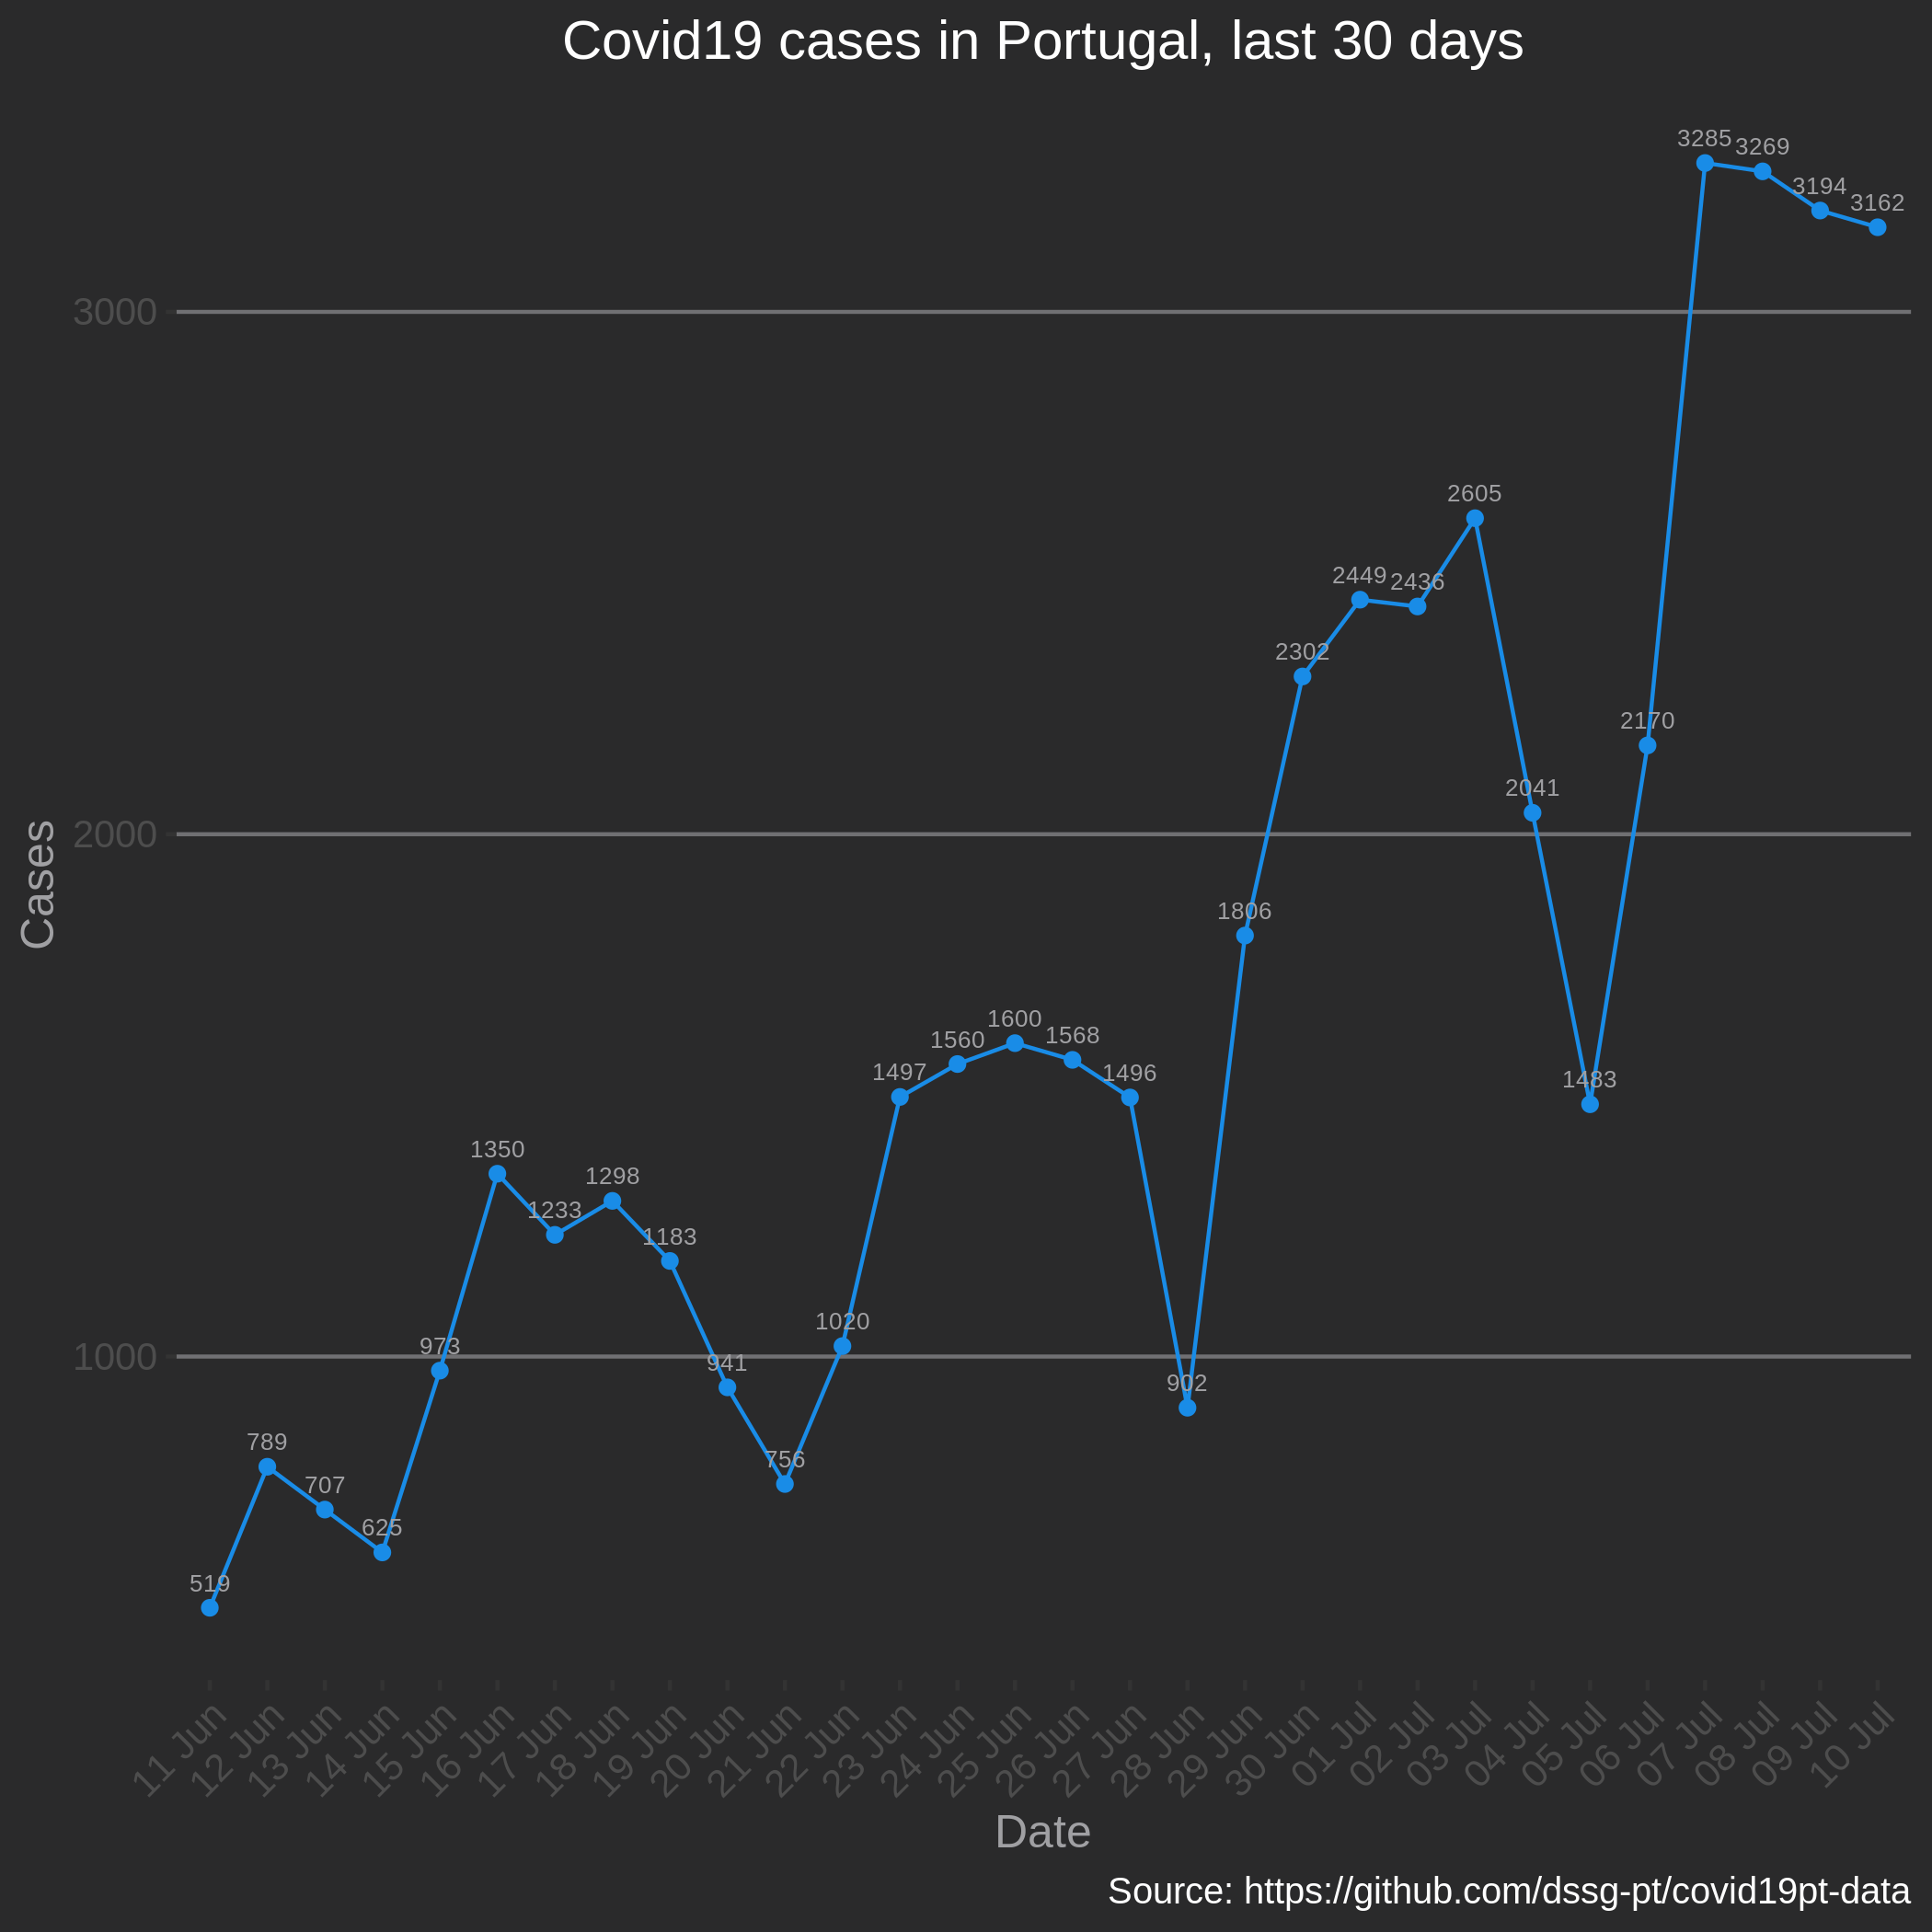 Covid19 cases in Portugal, last 30 days
3285
3269
3194
3162
3000
2605
2449
2436
2302
2170
2041
2000
Cases
1806
1600
1568
1560
1497
1496
1483
1350
1298
1233
1183
1020
1000
973
941
902
789
756
707
625
519
11 Jun
12 Jun
13 Jun
14 Jun
15 Jun
16 Jun
17 Jun
18 Jun
19 Jun
20 Jun
21 Jun
22 Jun
23 Jun
24 Jun
25 Jun
26 Jun
27 Jun
28 Jun
29 Jun
30 Jun
01 Jul
02 Jul
03 Jul
04 Jul
05 Jul
06 Jul
07 Jul
08 Jul
09 Jul
10 Jul
Date
Source: https://github.com/dssg-pt/covid19pt-data